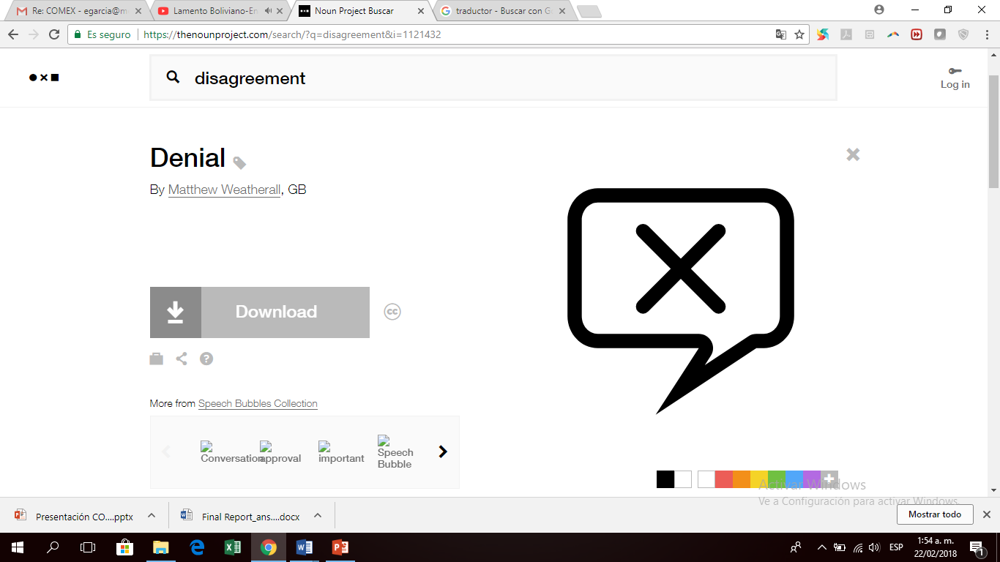 Re: COMEX - egarcia@m
Lamento Boliviano-En
Noun Project Buscar
traductor - Buscar con G
Es seguro
https://thenounproject.com/search/?q=disagreement&i=1121432
disagreement
Log in
Denial
By Matthew Weatherall, GB
Download
cc
?
More from Speech Bubbles Collection
Conversation
approval
important
Speech
Bubble
Activar Windows
Ve a Configuración para activar Windows.
Presentación CO....pptx
Final Report_ans....docx
Mostrar todo
ESP
1:54 a. m.
22/02/2018
1